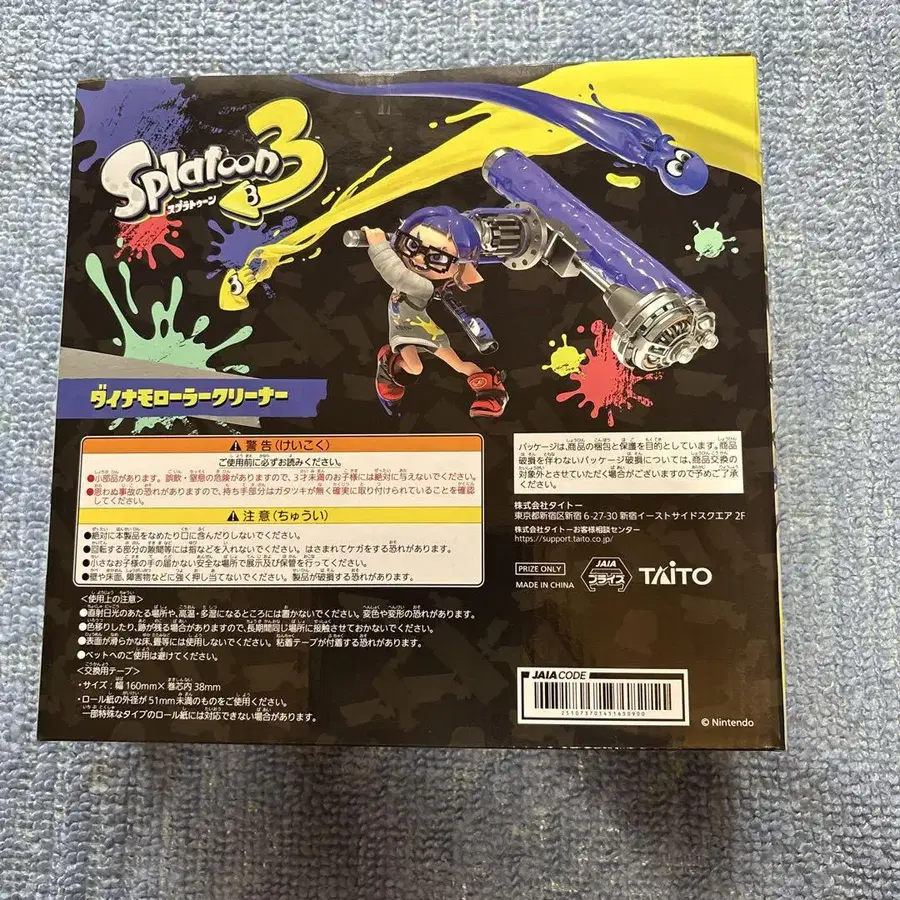 Splatoon 3
スプラトゥーン
ダイナモローラークリーナー
警告(けいこく)
ご使用前に必ずお読みください。
●小部品があります。誤飲・窒息の危険がありますので、3才未満のお子様には絶対に与えないでください。
●思わぬ事故の恐れがありますので、持ち手部分はガタツキが無く確実に取り付けられていることを確認
してください。
注意(ちゅうい)
●絶対に本製品をなめたり口に含んだりしないでください。
●回転する部分の隙間等には指などを入れないでください。はさまれてケガをする恐れがあります。
●小さなお子様の手の届かない安全な場所で展示及び保管を行ってください。
●壁や床面、障害物などに強く押し当てないでください。製品が破損する恐れがあります。
<使用上の注意>
●直射日光のあたる場所や、高温・多湿になるところには置かないでください。変色や変形の恐れがあります。
●色移りしたり、跡が残る場合がありますので、長期間同じ場所に接触させておかないでください。
●表面が滑らかな床、畳等には使用しないでください。粘着テープが付着する恐れがあります。
●ペットへのご使用は避けてください。
<交換用テープ>
・サイズ:幅160mm×巻芯内38mm
・ロール紙の外径が51mm未満のものをご使用ください。
一部特殊なタイプのロール紙には対応できない場合があります。
パッケージは、商品の梱包と保護を目的としています。商品
破損を伴わないパッケージ破損については、商品交換の
対象外とさせていただく場合がございますので予めご了承
ください。
株式会社タイトー
東京都新宿区新宿 6-27-30 新宿イーストサイドスクエア 2F
株式会社タイトーお客様相談センター
https://support.taito.co.jp/
PRIZE ONLY
MADE IN CHINA
JAIA
プライズ
TAITO
JAIA CODE
2510737014511650900
© Nintendo